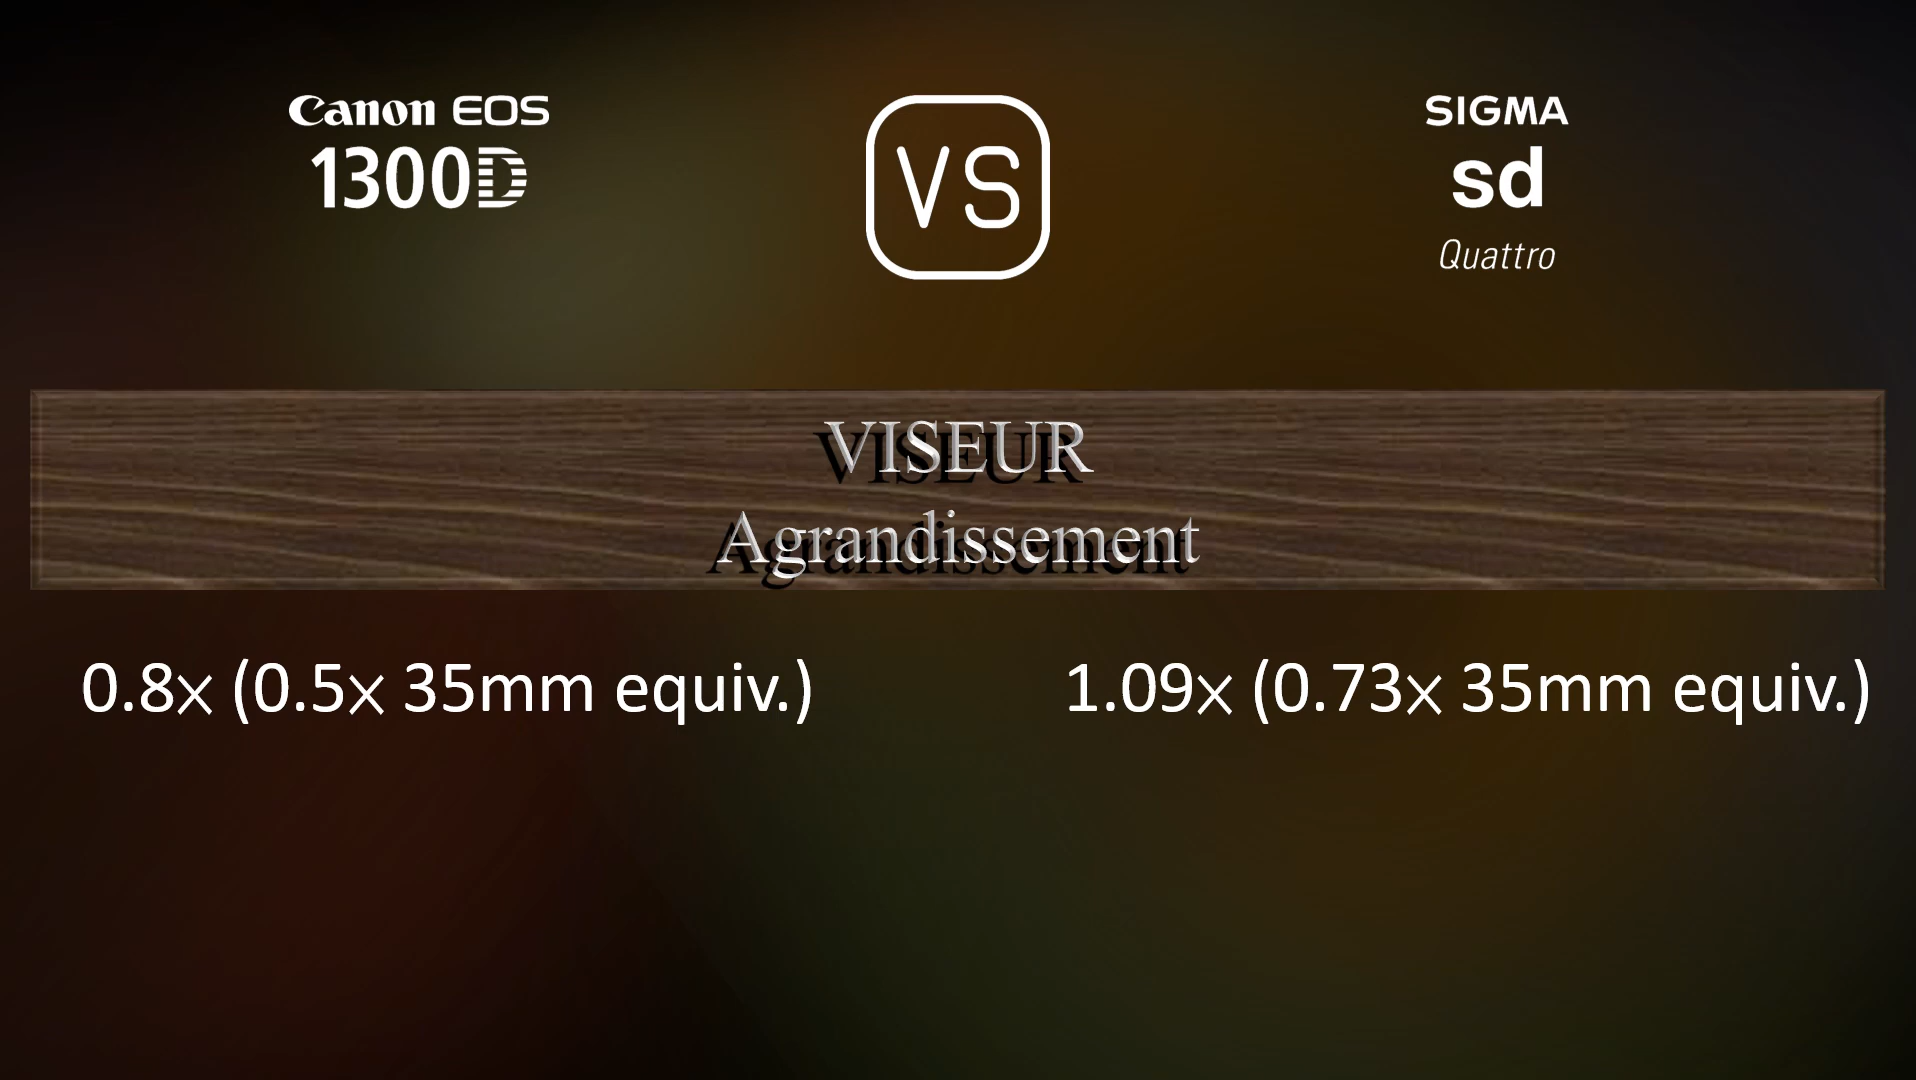 Canon EOS
1300D
VS
SIGMA
sd
Quattro
VISEUR
Agrandissement
0.8x (0.5x 35mm equiv.)
1.09x (0.73x 35mm equiv.)